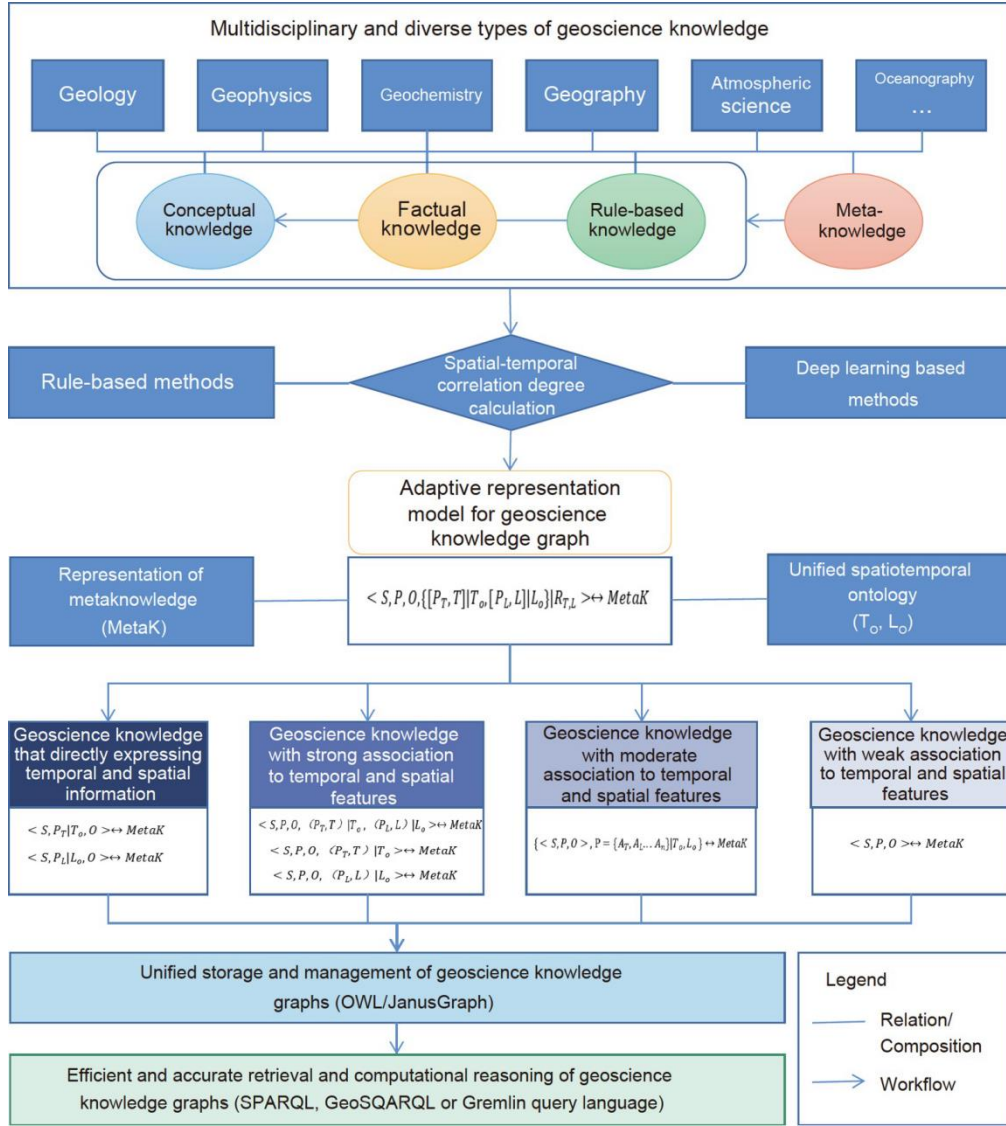 Multidisciplinary and diverse types of geoscience knowledge
Geology
Geophysics
Geochemistry
Geography
Atmospheric
science
Oceanography
...
Conceptual
knowledge
Factual
knowledge
Rule-based
knowledge
Meta-
knowledge
Rule-based methods
Spatial-temporal
correlation degree
calculation
Deep learning based
methods
Adaptive representation
model for geoscience
knowledge graph
Representation of
metaknowledge
(MetaK)
< S, P, O, {[P_T, T]|T_o, [P_L, L]|L_o}|R_{T,L} >↔ MetaK
Unified spatiotemporal
ontology
(T_O, L_O)
Geoscience knowledge
that directly expressing
temporal and spatial
information
< S, P_T|T_o, O >↔ MetaK
< S, P_L|L_o, O >↔ MetaK
Geoscience knowledge
with strong association
to temporal and spatial
features
< S, P, O, (P_T, T) |T_o, (P_L, L) |L_o >↔ MetaK
< S, P, O, (P_T, T) |T_o >↔ MetaK
< S, P, O, (P_L, L) |L_o >↔ MetaK
Geoscience knowledge
with moderate
association to temporal
and spatial features
{< S, P, O >, P = {A_T, A_L ... A_n}|T_o, L_o} ↔ MetaK
Geoscience knowledge
with weak association
to temporal and spatial
features
< S, P, O >↔ MetaK
Unified storage and management of geoscience knowledge
graphs (OWL/JanusGraph)
Efficient and accurate retrieval and computational reasoning of geoscience
knowledge graphs (SPARQL, GeoSQARQL or Gremlin query language)
Legend
Relation/
Composition
Workflow